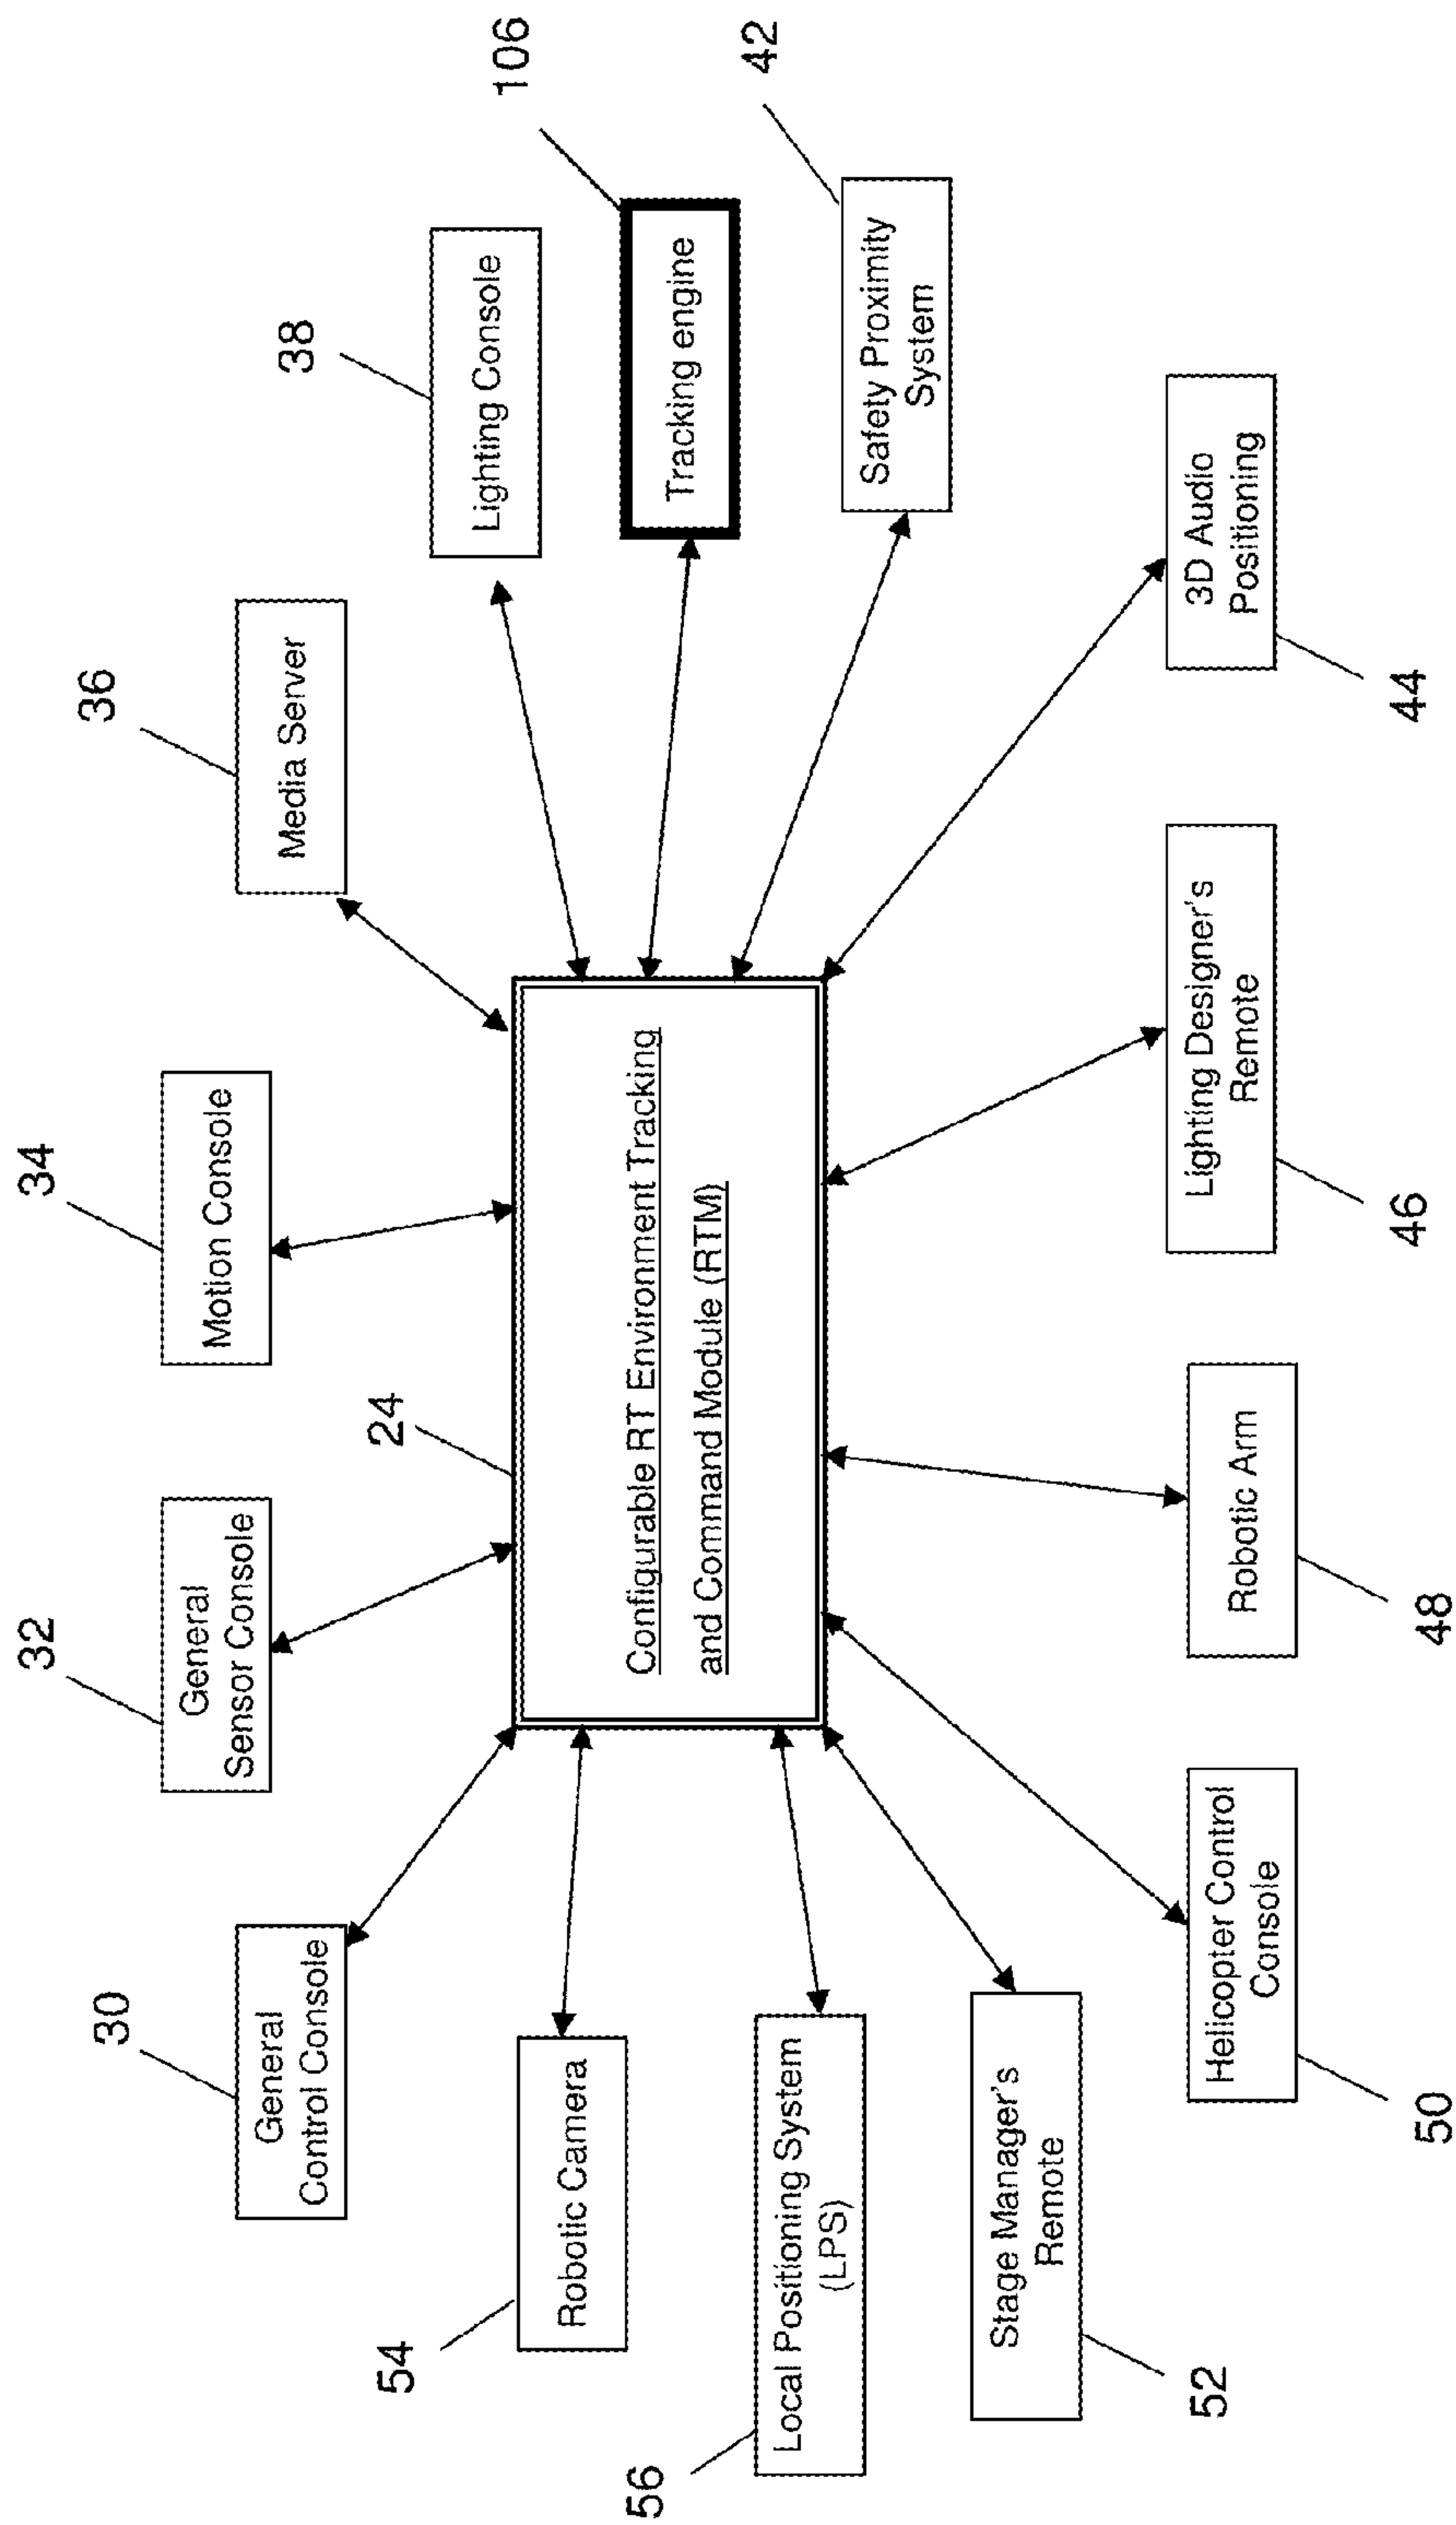 32
General
Sensor Console
34
Motion Console
30
General
Control Console
36
Media Server
24
38
Lighting Console
54
Robotic Camera
Configurable RT Environment Tracking
and Command Module (RTM)
106
Tracking engine
56
Local Positioning System
(LPS)
42
Safety Proximity
System
Stage Manager's
Remote
52
Helicopter Control
Console
50
Robotic Arm
48
Lighting Designer's
Remote
46
3D Audio
Positioning
44